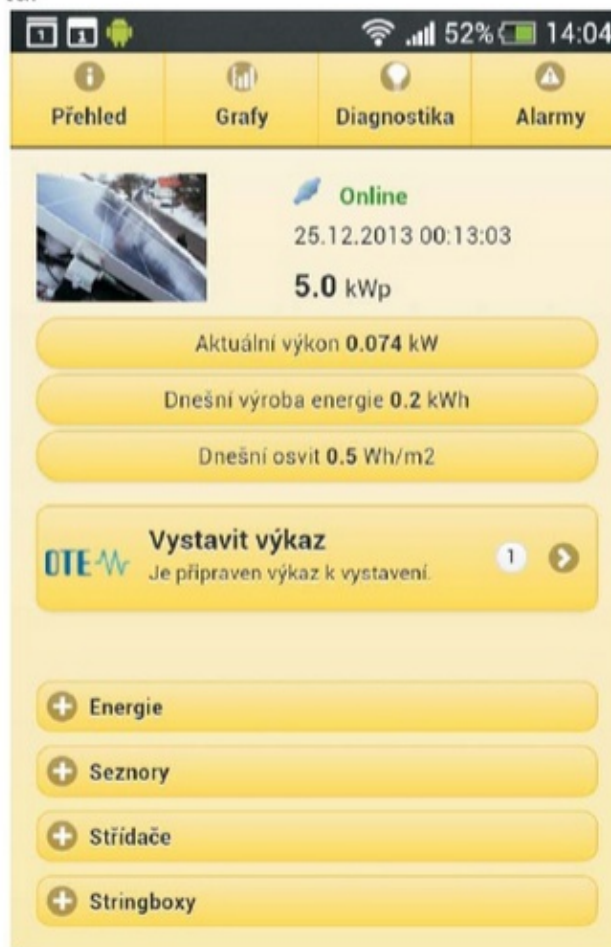 52% 14:04
Přehled Grafy Diagnostika Alarmy
Online
25.12.2013 00:13:03
5.0 kWp
Aktuální výkon 0.074 kW
Dnešní výroba energie 0.2 kWh
Dnešní osvit 0.5 Wh/m2
Vystavit výkaz
OTE Je připraven výkaz k vystavení. 1
Energie
Seznory
Střídače
Stringboxy